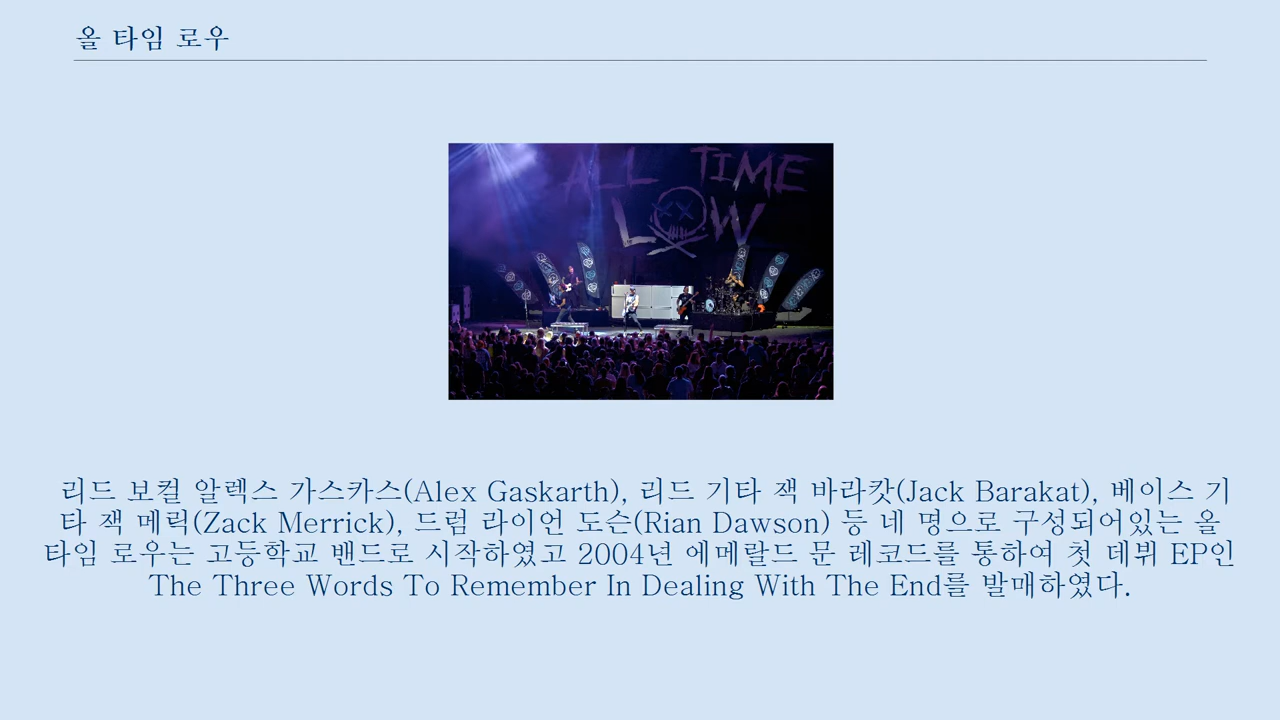 올 타임 로우
ALL TIME
LOW
리드 보컬 알렉스 가스카스(Alex Gaskarth), 리드 기타 잭 바라캇(Jack Barakat), 베이스 기
타 잭 메릭(Zack Merrick), 드럼 라이언 도슨(Rian Dawson) 등 네 명으로 구성되어있는 올
타임 로우는 고등학교 밴드로 시작하였고 2004년 에메랄드 문 레코드를 통하여 첫 데뷔 EP인
The Three Words To Remember In Dealing With The End를 발매하였다.